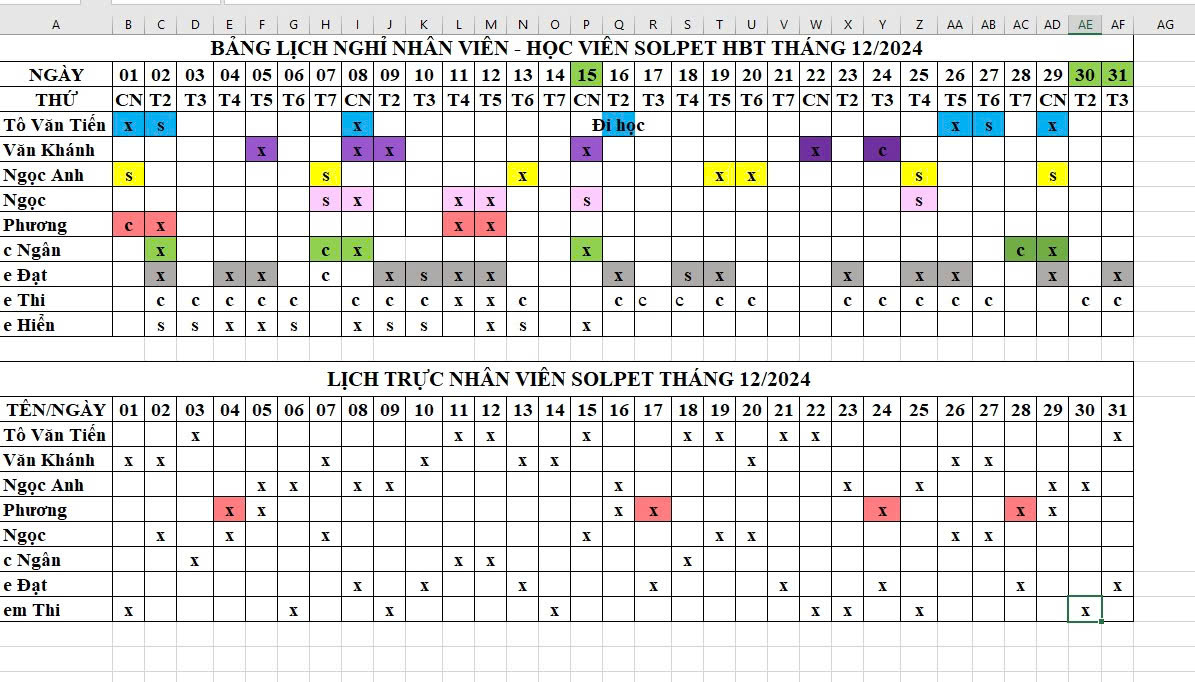 A B C D E F G H I J K L M N O P Q R S T U V W X Y Z AA AB AC AD AE AF AG
BẢNG LỊCH NGHỈ NHÂN VIÊN - HỌC VIÊN SOLPET HBT THÁNG 12/2024
NGÀY 01 02 03 04 05 06 07 08 09 10 11 12 13 14 15 16 17 18 19 20 21 22 23 24 25 26 27 28 29 30 31
THỨ CN T2 T3 T4 T5 T6 T7 CN T2 T3 T4 T5 T6 T7 CN T2 T3 T4 T5 T6 T7 CN T2 T3 T4 T5 T6 T7 CN T2 T3
Tô Văn Tiến x s x Đi học x s x
Văn Khánh x x x x x c
Ngọc Anh s s x x x s s
Ngọc s x x x s s
Phương c x x x
c Ngân x c x x c x
e Đạt x x x c x s x x x s x x x x x x
e Thi c c c c c c c c x x c c c c c c c c c c c c c
e Hiển s s x x s x s s x s x
LỊCH TRỰC NHÂN VIÊN SOLPET THÁNG 12/2024
TÊN/NGÀY 01 02 03 04 05 06 07 08 09 10 11 12 13 14 15 16 17 18 19 20 21 22 23 24 25 26 27 28 29 30 31
Tô Văn Tiến x x x x x x x x x
Văn Khánh x x x x x x x x x
Ngọc Anh x x x x x x x x x
Phương x x x x x x x
Ngọc x x x x x x x x
c Ngân x x x x
e Đạt x x x x x x x x
em Thi x x x x x x x x